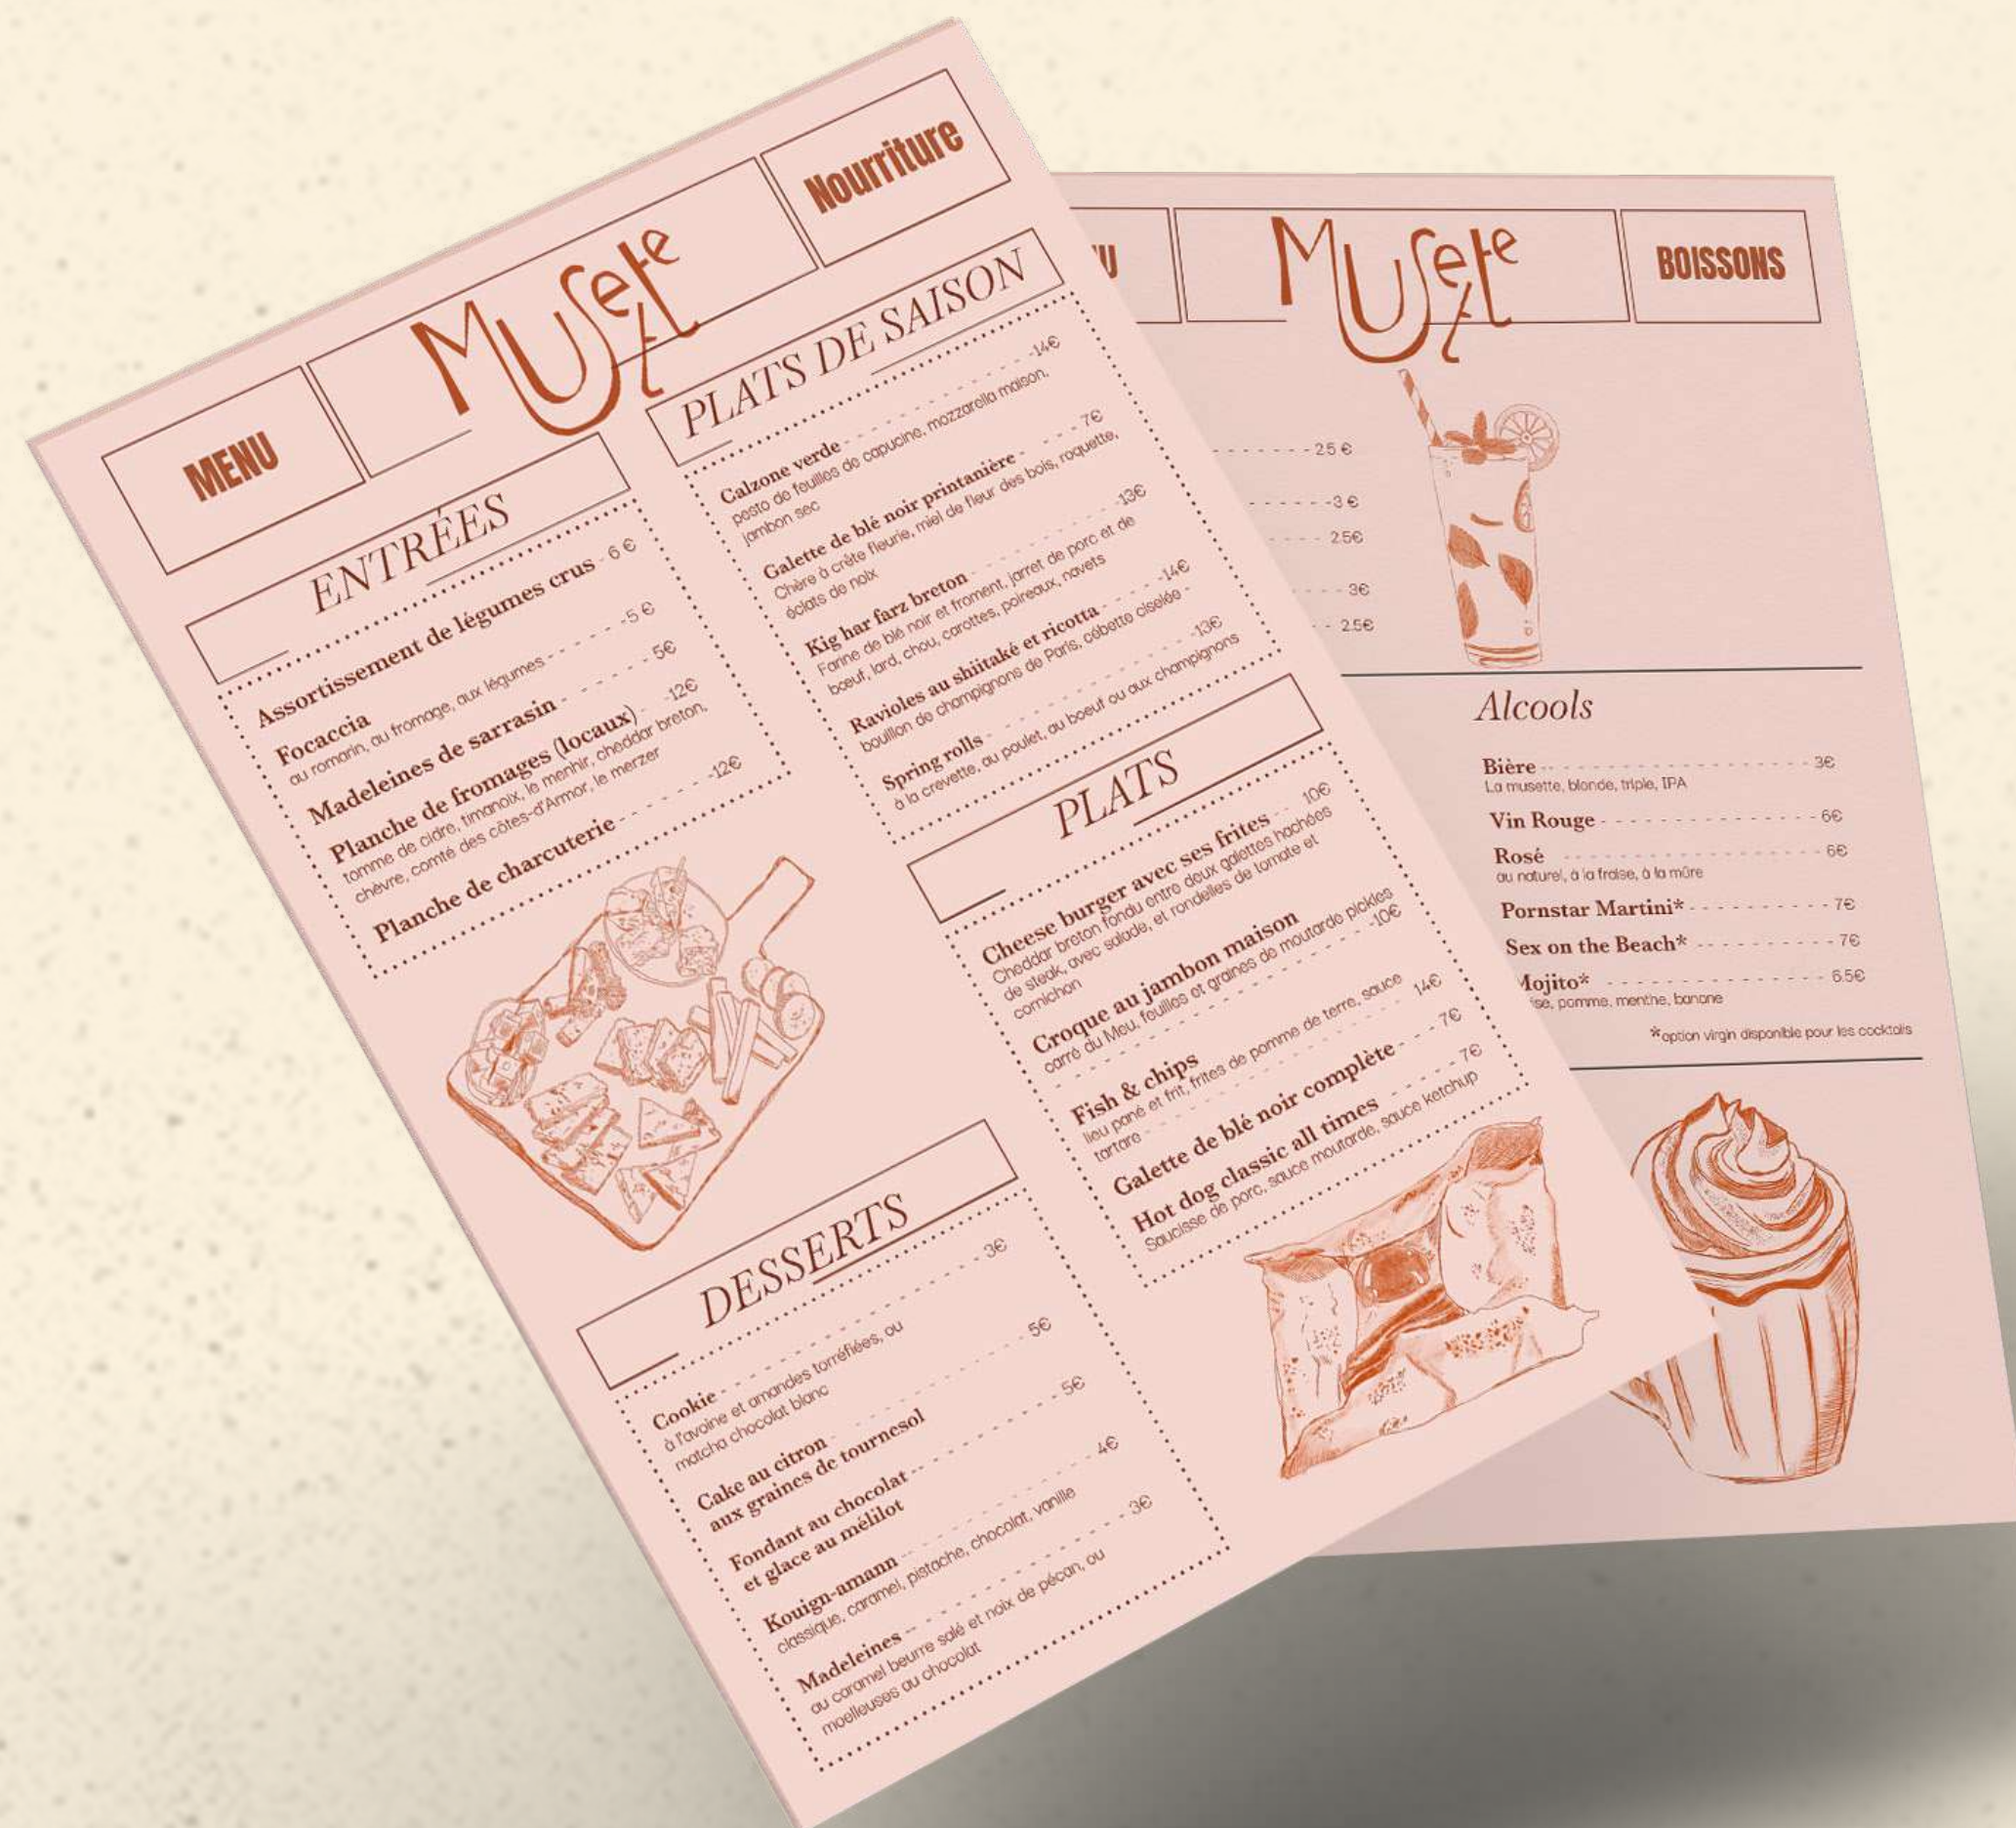 MENU
Musette
Nourriture
ENTRÉES
Assortissement de légumes crus - 6 €
Focaccia
au romarin, au fromage, aux légumes - - - - - -5 €
Madeleines de sarrasin - - - - - - 5€
Planche de fromages (locaux) - -12€
tomme de cidre, timanoix, le menhir, cheddar breton,
chèvre, comté des côtes-d'Armor, le merzer
Planche de charcuterie - - - - - - -12€
DESSERTS
Cookie - - - - - - - - - - - - - - - 3€
à l'avoine et amandes torréfiées, ou
matcha chocolat blanc
Cake au citron - - - - - - - - - - - - 5€
aux graines de tournesol
Fondant au chocolat - - - - - - - - - 5€
et glace au mélilot
Kouign-amann - - - - - - - - - - - 4€
classique, caramel, pistache, chocolat, vanille
Madeleines - - - - - - - - - - - - - 3€
au caramel beurre salé et noix de pécan, ou
moelleuses au chocolat
PLATS DE SAISON
Calzone verde - - - - - - - - - - -14€
pesto de feuilles de capucine, mozzarella maison,
jambon sec
Galette de blé noir printanière - - - - 7€
Chère à crête fleurie, miel de fleur des bois, roquette,
éclats de noix
Kig har farz breton - - - - - - - - -13€
Farine de blé noir et froment, jarret de porc et de
bœuf, lard, chou, carottes, poireaux, navets
Ravioles au shiitaké et ricotta - - - - -14€
bouillon de champignons de Paris, cébette ciselée -
Spring rolls - - - - - - - - - - - - -13€
à la crevette, au poulet, au boeuf ou aux champignons
PLATS
Cheese burger avec ses frites - - 10€
Cheddar breton fondu entre deux galettes hachées
de steak, avec salade, et rondelles de tomate et
cornichon
Croque au jambon maison
carré du Meu, feuilles et graines de moutarde pickles
- - - - - - - - - - - - - - - - -10€
Fish & chips
lieu pané et frit, frites de pomme de terre, sauce
tartare - - - - - - - - - - - - - - 14€
Galette de blé noir complète - - - 7€
Hot dog classic all times - - - - - 7€
Saucisse de porc, sauce moutarde, sauce ketchup
Musette
BOISSONS
- - - - - - - - -2.5 €
- - - - - - -3 €
- - - - 2.5€
- - - - 3€
- - 2.5€
Alcools
Bière - - - - - - - - - - - - - - - - 3€
La musette, blonde, triple, IPA
Vin Rouge - - - - - - - - - - - - - - 6€
Rosé - - - - - - - - - - - - - - - - 6€
au naturel, à la fraise, à la mûre
Pornstar Martini* - - - - - - - - - - 7€
Sex on the Beach* - - - - - - - - - - 7€
Mojito* - - - - - - - - - - - - - - 6.5€
pomme, menthe, banane
*option virgin disponible pour les cocktails